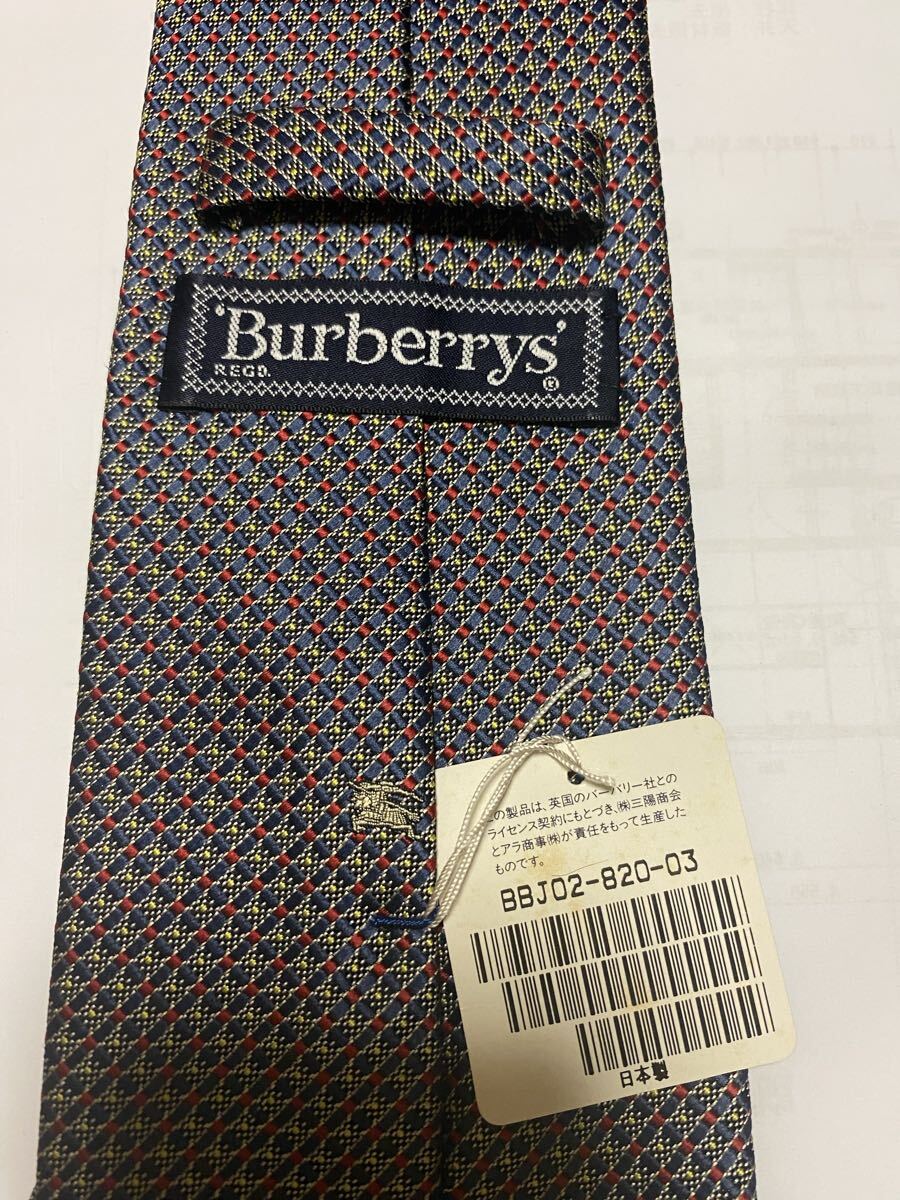 'Burberrys'
REGD.
®
この製品は、英国のバーバリー社との
ライセンス契約にもとづき、㈱三陽商会
とアラ商事㈱が責任をもって生産した
ものです。
BBJ02-820-03
日本製